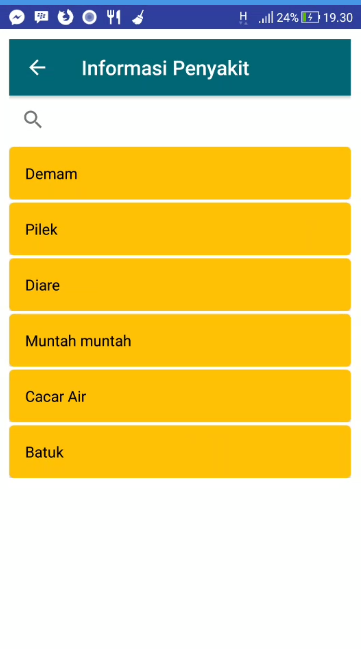 H 24% 19.30
Informasi Penyakit
Demam
Pilek
Diare
Muntah muntah
Cacar Air
Batuk